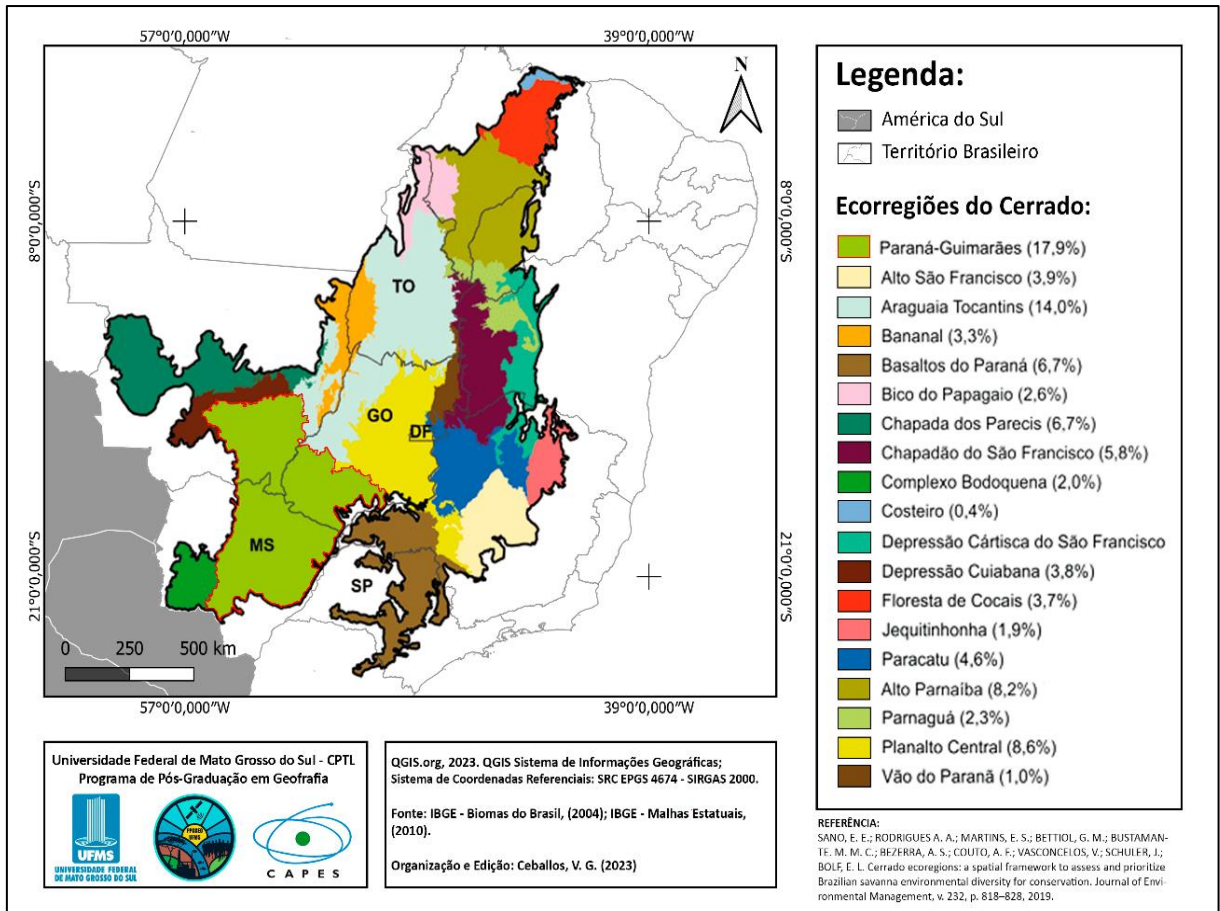 57°0'0,000"W
39°0'0,000"W
8°0'0,000"S
8°0'0,000"S
21°0'0,000"S
21°0'0,000"S
N
TO
GO
DF
MS
SP
0 250 500 km
57°0'0,000"W
39°0'0,000"W
Legenda:
América do Sul
Território Brasileiro
Ecorregiões do Cerrado:
Paraná-Guimarães (17,9%)
Alto São Francisco (3,9%)
Araguaia Tocantins (14,0%)
Bananal (3,3%)
Basaltos do Paraná (6,7%)
Bico do Papagaio (2,6%)
Chapada dos Parecis (6,7%)
Chapadão do São Francisco (5,8%)
Complexo Bodoquena (2,0%)
Costeiro (0,4%)
Depressão Cártisca do São Francisco
Depressão Cuiabana (3,8%)
Floresta de Cocais (3,7%)
Jequitinhonha (1,9%)
Paracatu (4,6%)
Alto Parnaíba (8,2%)
Parnaguá (2,3%)
Planalto Central (8,6%)
Vão do Paranã (1,0%)
Universidade Federal de Mato Grosso do Sul - CPTL
Programa de Pós-Graduação em Geofrafia
UFMS
UNIVERSIDADE FEDERAL
DE MATO GROSSO DO SUL
PPGGEO
UFMS
CAPES
QGIS.org, 2023. QGIS Sistema de Informações Geográficas;
Sistema de Coordenadas Referenciais: SRC EPGS 4674 - SIRGAS 2000.
Fonte: IBGE - Biomas do Brasil, (2004); IBGE - Malhas Estatuais,
(2010).
Organização e Edição: Ceballos, V. G. (2023)
REFERÊNCIA:
SANO, E. E.; RODRIGUES A. A.; MARTINS, E. S.; BETTIOL, G. M.; BUSTAMAN-
TE. M. M. C.; BEZERRA, A. S.; COUTO, A. F.; VASCONCELOS, V.; SCHULER, J.;
BOLF, E. L. Cerrado ecoregions: a spatial framework to assess and prioritize
Brazilian savanna environmental diversity for conservation. Journal of Envi-
ronmental Management, v. 232, p. 818–828, 2019.